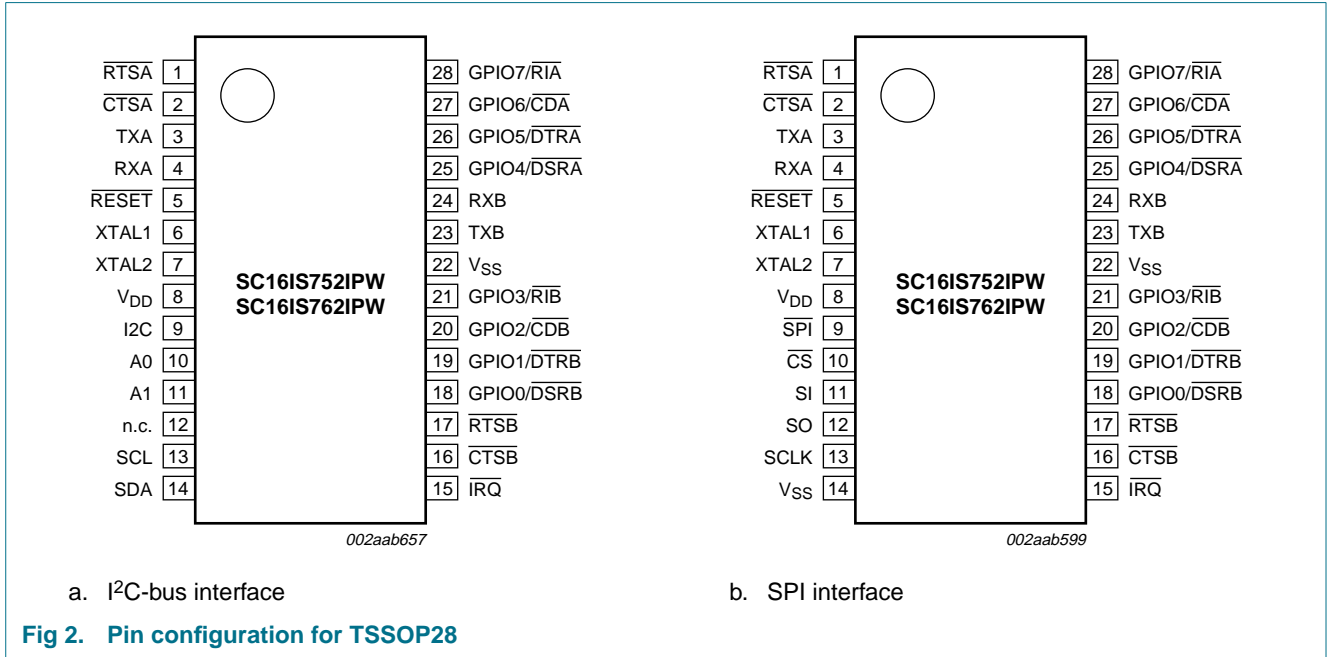 RTSA 1
CTSA 2
TXA 3
RXA 4
RESET 5
XTAL1 6
XTAL2 7
VDD 8
I2C 9
A0 10
A1 11
n.c. 12
SCL 13
SDA 14
SC16IS752IPW
SC16IS762IPW
28 GPIO7/RIA
27 GPIO6/CDA
26 GPIO5/DTRA
25 GPIO4/DSRA
24 RXB
23 TXB
22 VSS
21 GPIO3/RIB
20 GPIO2/CDB
19 GPIO1/DTRB
18 GPIO0/DSRB
17 RTSB
16 CTSB
15 IRQ
002aab657
a. I2C-bus interface
RTSA 1
CTSA 2
TXA 3
RXA 4
RESET 5
XTAL1 6
XTAL2 7
VDD 8
SPI 9
CS 10
SI 11
SO 12
SCLK 13
VSS 14
SC16IS752IPW
SC16IS762IPW
28 GPIO7/RIA
27 GPIO6/CDA
26 GPIO5/DTRA
25 GPIO4/DSRA
24 RXB
23 TXB
22 VSS
21 GPIO3/RIB
20 GPIO2/CDB
19 GPIO1/DTRB
18 GPIO0/DSRB
17 RTSB
16 CTSB
15 IRQ
002aab599
b. SPI interface
Fig 2. Pin configuration for TSSOP28